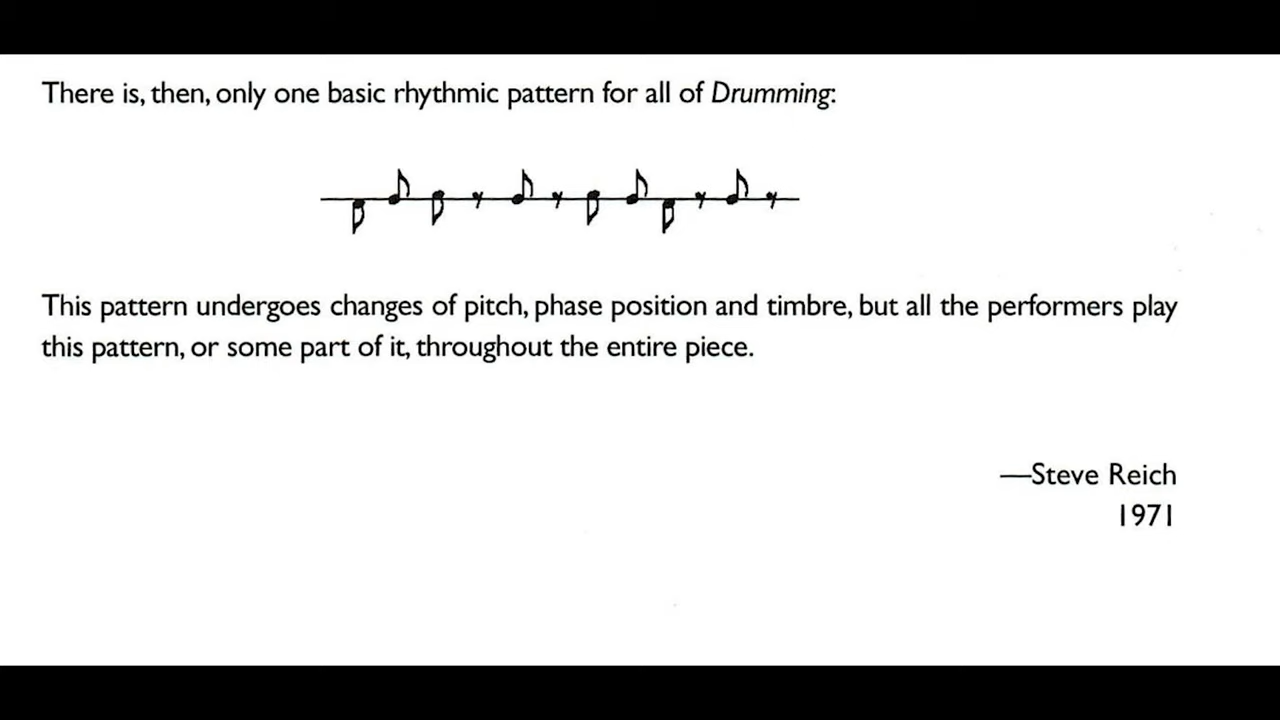 There is, then, only one basic rhythmic pattern for all of Drumming:
This pattern undergoes changes of pitch, phase position and timbre, but all the performers play
this pattern, or some part of it, throughout the entire piece.
—Steve Reich
1971